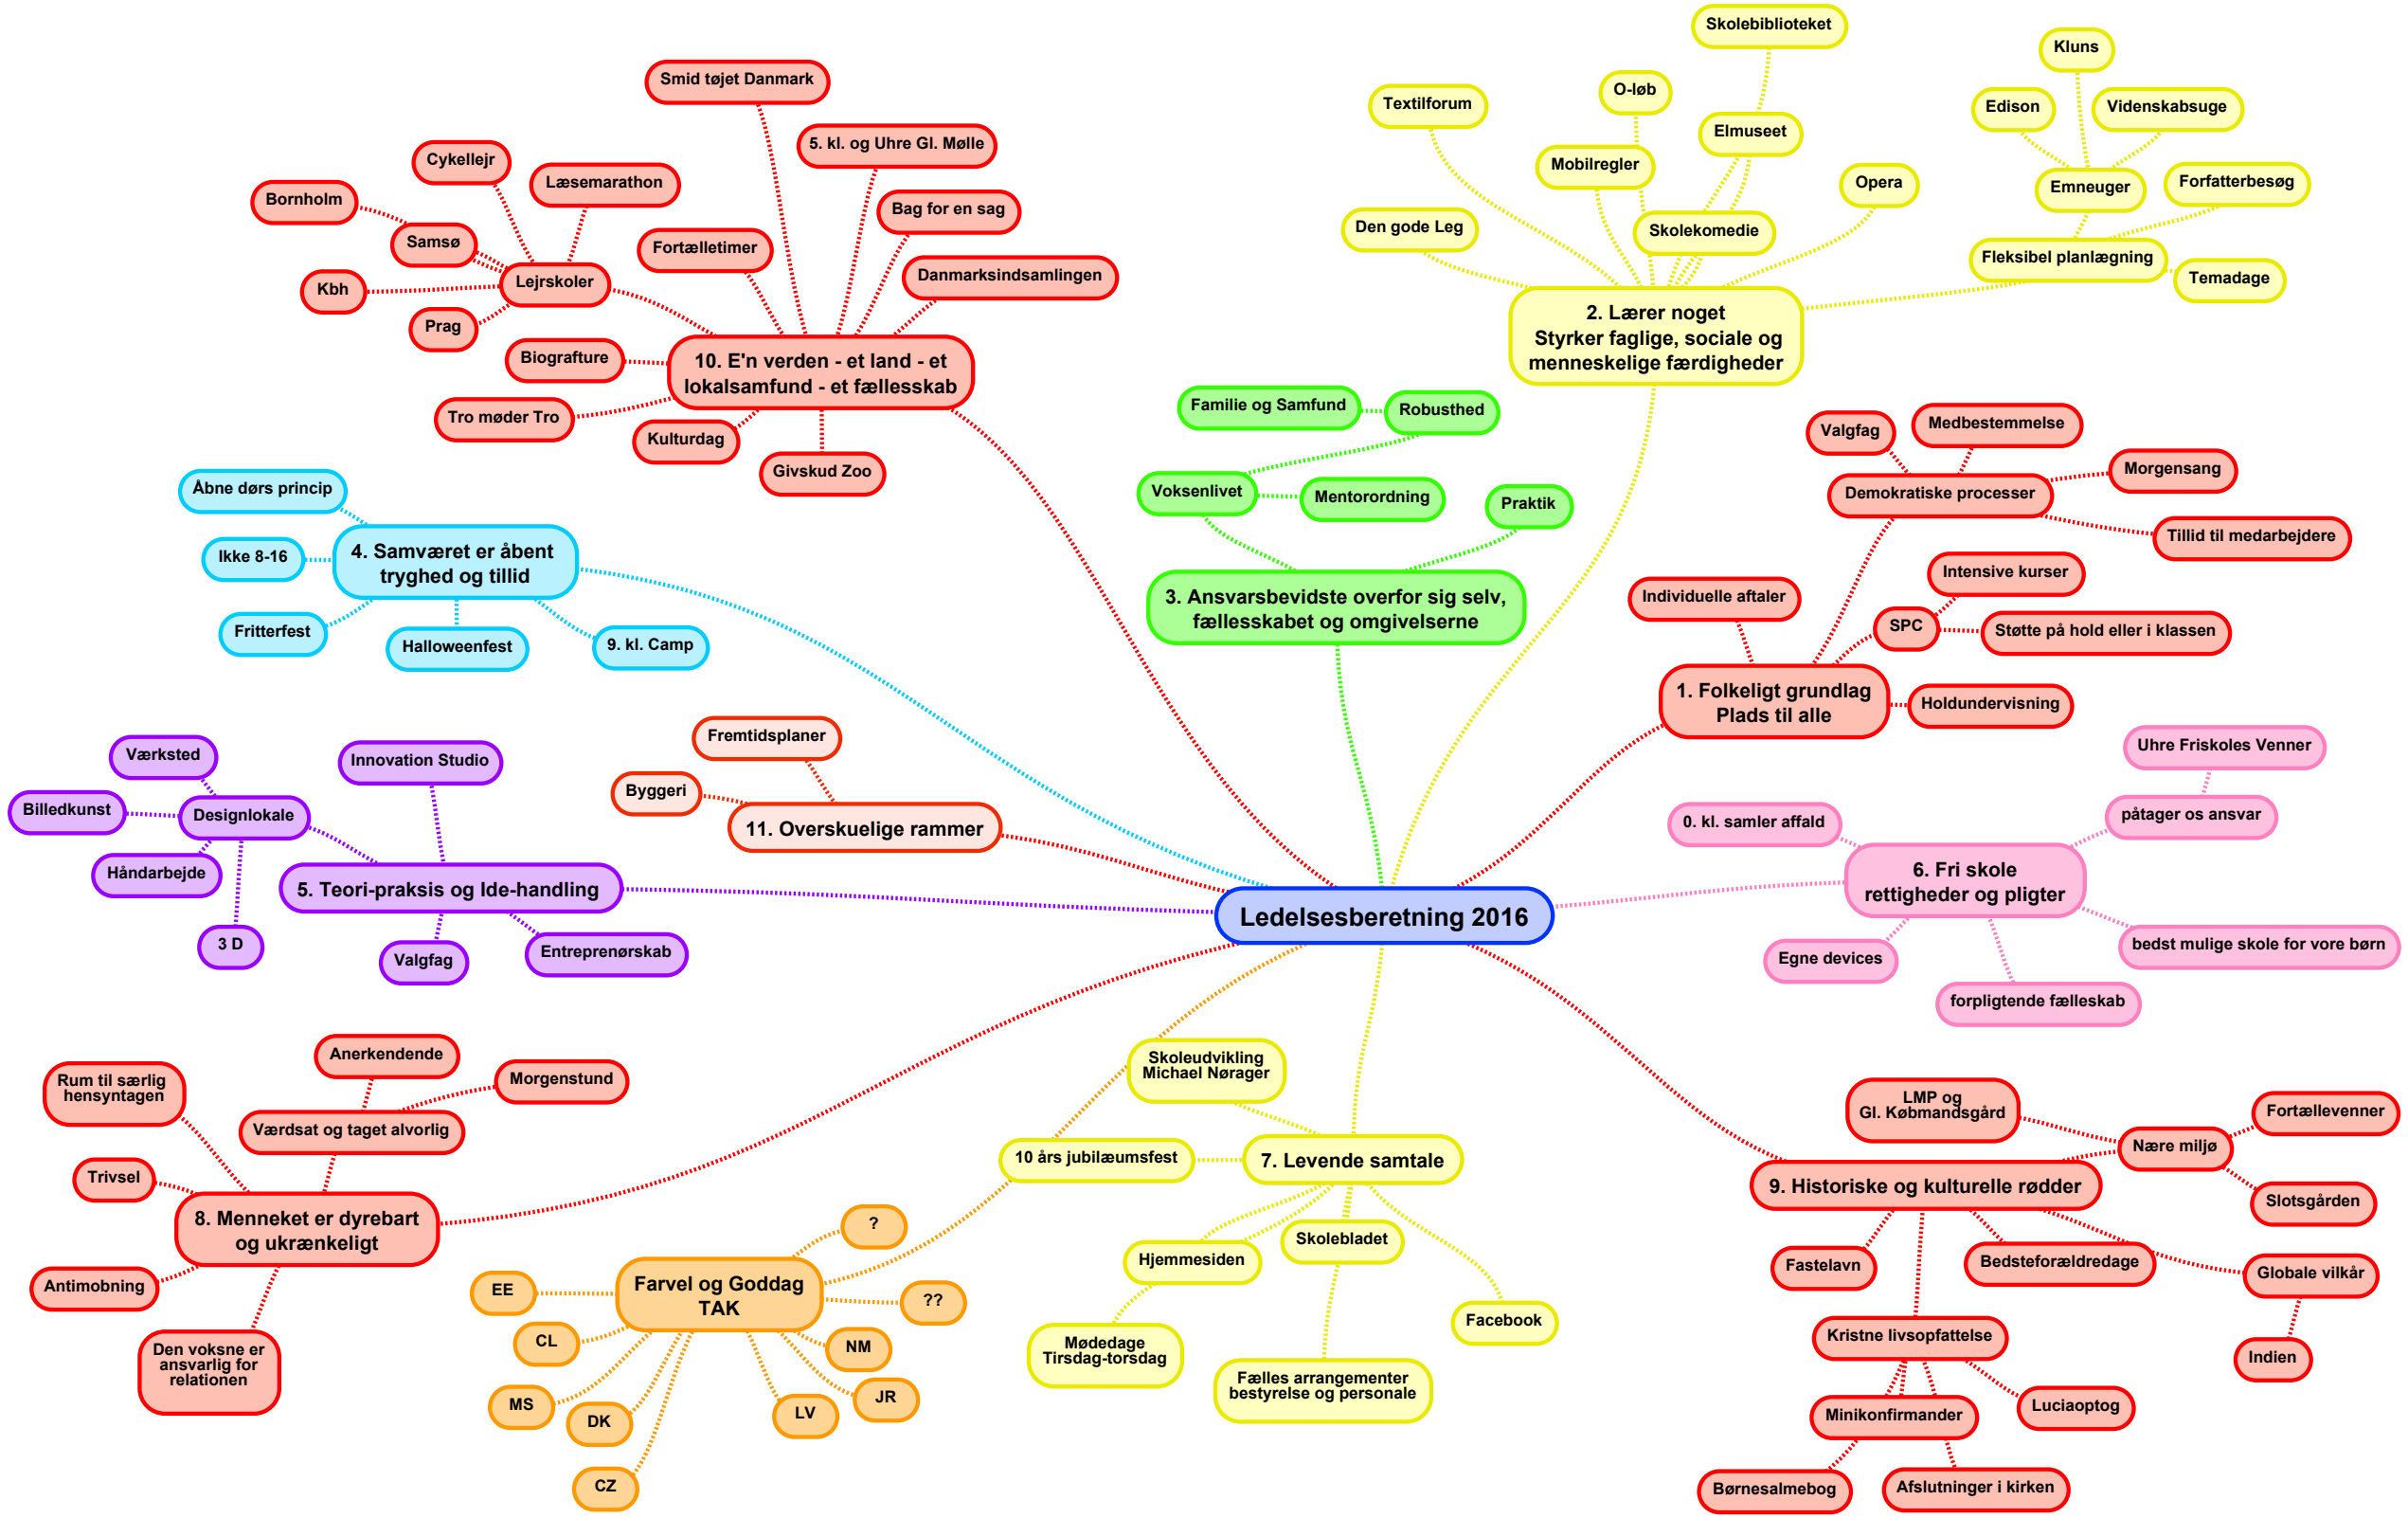 Skolebiblioteket
Kluns
Smid tøjet Danmark
O-løb
Textilforum
Edison
Videnskabsuge
Elmuseet
5. kl. og Uhre Gl. Mølle
Cykellejr
Mobilregler
Læsemarathon
Opera
Emneuger
Forfatterbesøg
Bornholm
Bag for en sag
Den gode Leg
Skolekomedie
Samsø
Fortælletimer
Fleksibel planlægning
Temadage
Danmarksindsamlingen
Lejrskoler
Kbh
Prag
2. Lærer noget
Styrker faglige, sociale og
menneskelige færdigheder
Biografture
10. E'n verden - et land - et
lokalsamfund - et fællesskab
Tro møder Tro
Kulturdag
Givskud Zoo
Familie og Samfund
Robusthed
Voksenlivet
Mentorordning
Praktik
3. Ansvarsbevidste overfor sig selv,
fællesskabet og omgivelserne
Valgfag
Medbestemmelse
Morgensang
Demokratiske processer
Tillid til medarbejdere
Intensive kurser
Individuelle aftaler
SPC
Støtte på hold eller i klassen
1. Folkeligt grundlag
Plads til alle
Holdundervisning
Åbne dørs princip
Ikke 8-16
4. Samværet er åbent
tryghed og tillid
Fritterfest
Halloweenfest
9. kl. Camp
Fremtidsplaner
Byggeri
11. Overskuelige rammer
Værksted
Innovation Studio
Billedkunst
Designlokale
Håndarbejde
5. Teori-praksis og Ide-handling
3 D
Valgfag
Entreprenørskab
Ledelsesberetning 2016
Uhre Friskoles Venner
0. kl. samler affald
påtager os ansvar
6. Fri skole
rettigheder og pligter
Egne devices
bedst mulige skole for vore børn
forpligtende fælleskab
Anerkendende
Rum til særlig
hensyntagen
Morgenstund
Værdsat og taget alvorlig
Trivsel
8. Menneket er dyrebart
og ukrænkeligt
Antimobning
Den voksne er
ansvarlig for
relationen
Skoleudvikling
Michael Nørager
10 års jubilæumsfest
7. Levende samtale
Skolebladet
Hjemmesiden
Facebook
Mødedage
Tirsdag-torsdag
Fælles arrangementer
bestyrelse og personale
?
Farvel og Goddag
TAK
EE
??
CL
NM
MS
DK
LV
JR
CZ
LMP og
Gl. Købmandsgård
Fortællevenner
Nære miljø
9. Historiske og kulturelle rødder
Slotsgården
Fastelavn
Bedsteforældredage
Globale vilkår
Kristne livsopfattelse
Indien
Minikonfirmander
Luciaoptog
Børnesalmebog
Afslutninger i kirken